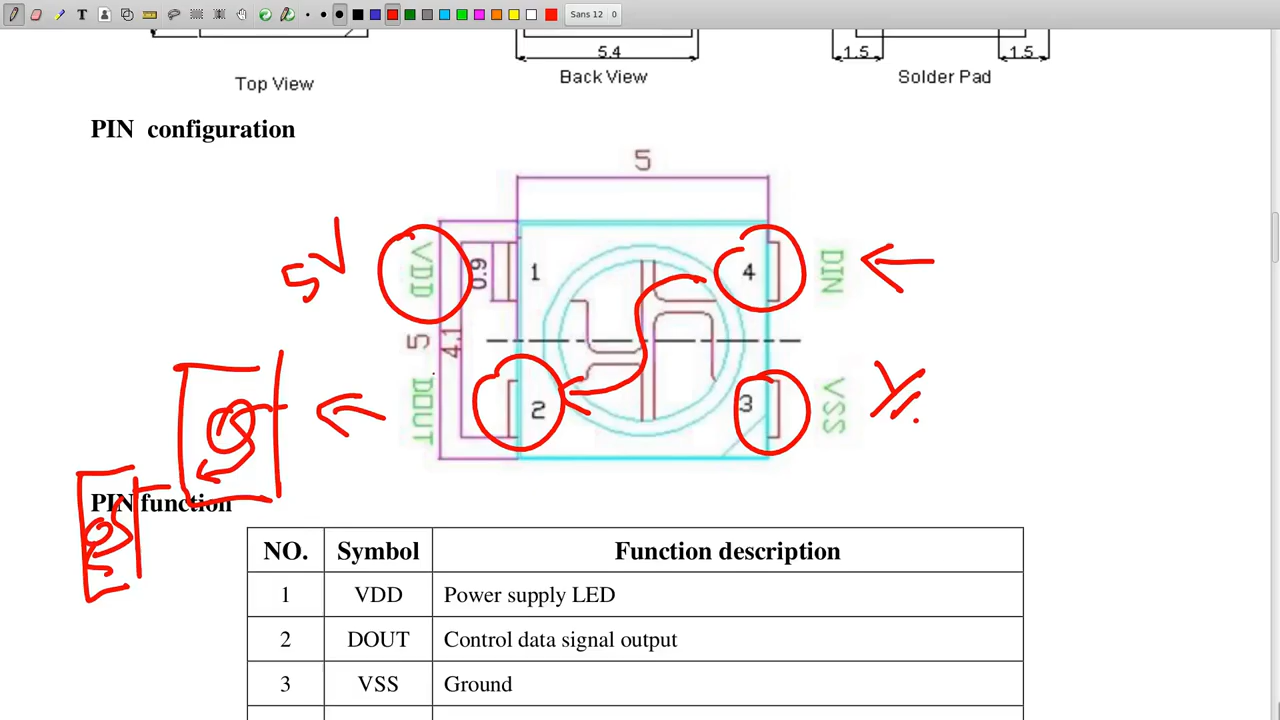 Sans 12 0
5.4
1.5
1.5
Top View
Back View
Solder Pad
PIN configuration
5
5V
VDD
0.9
1
4
DIN
5
4.1
DOUT
2
3
VSS
PIN function
NO. Symbol Function description
1 VDD Power supply LED
2 DOUT Control data signal output
3 VSS Ground